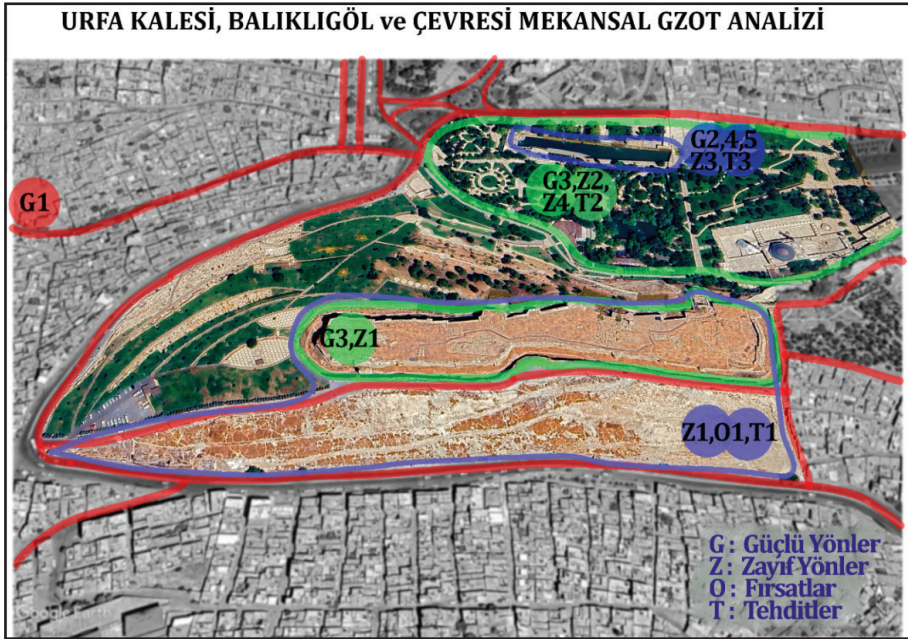 URFA KALESİ, BALIKLIGÖL ve ÇEVRESİ MEKANSAL GZOT ANALİZİ
G2,4,5
Z3,T3
G3,Z2,
Z4,T2
G1
G3,Z1
Z1,O1,T1
G : Güçlü Yönler
Z : Zayıf Yönler
O : Fırsatlar
T : Tehditler
Google Earth